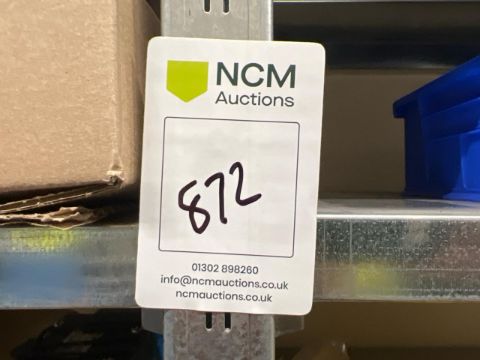 NCM
Auctions
872
01302 898260
info@ncmauctions.co.uk
ncmauctions.co.uk